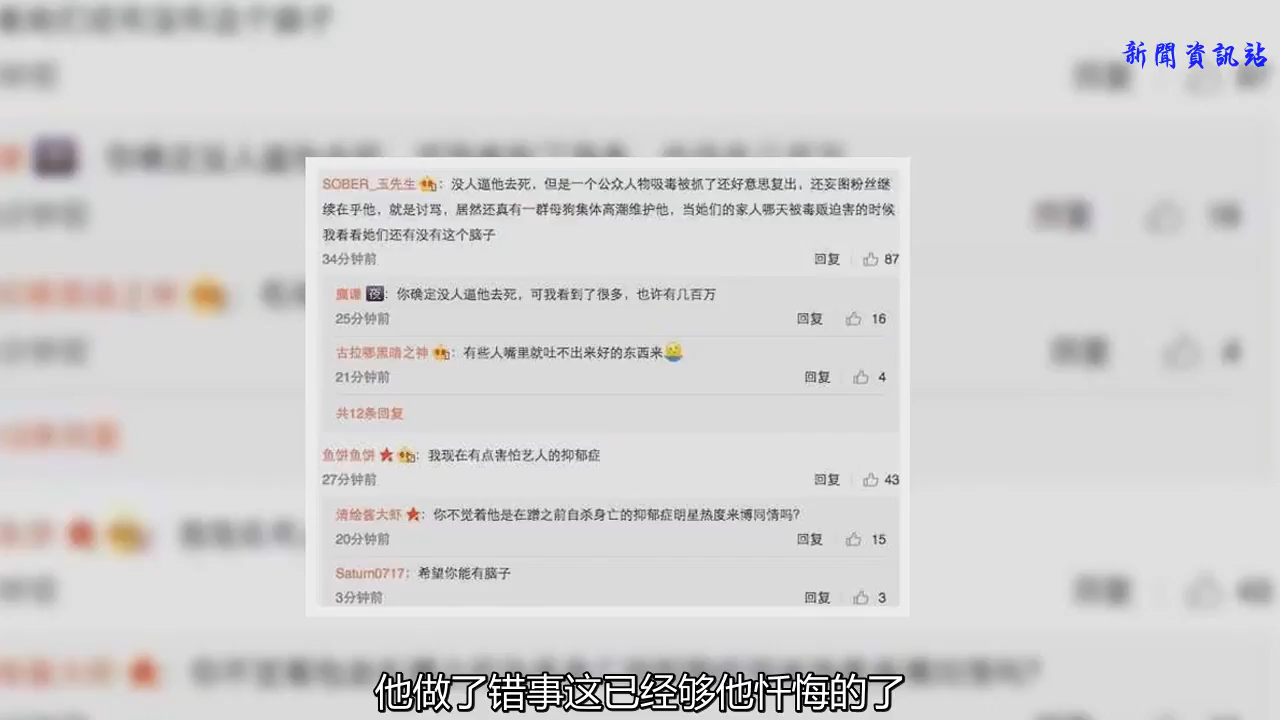 新聞資訊站
SOBER_玉先生：没人逼他去死，但是一个公众人物吸毒被抓了还好意思复出，还妄图粉丝继
续在乎他，就是讨骂，居然还真有一群母狗集体高潮维护他，当她们的家人哪天被毒贩迫害的时候
我看看她们还有没有这个脑子
34分钟前 回复 87
魔谦 夜：你确定没人逼他去死，可我看到了很多，也许有几百万
25分钟前 回复 16
古拉哪黑暗之神：有些人嘴里就吐不出来好的东西来
21分钟前 回复 4
共12条回复
鱼饼鱼饼：我现在有点害怕艺人的抑郁症
27分钟前 回复 43
清绘酱大虾：你不觉着他是在蹭之前自杀身亡的抑郁症明星热度来博同情吗？
20分钟前 回复 15
Saturn0717：希望你能有脑子
3分钟前 回复 3
他做了错事这已经够他忏悔的了